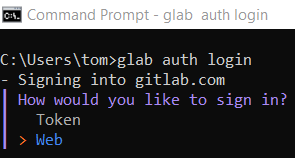 Command Prompt - glab  auth login
C:\Users\tom>glab auth login
- Signing into gitlab.com
How would you like to sign in?
Token
> Web